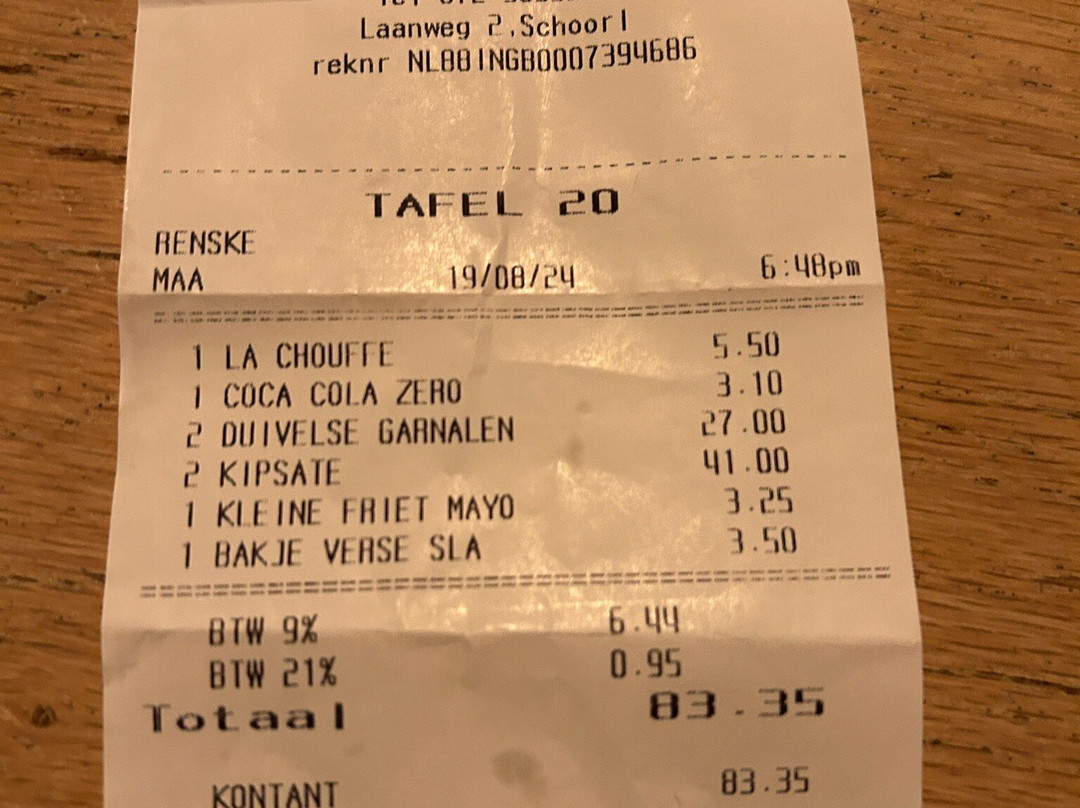 Laanweg 2,Schoorl
reknr NL88INGB0007394686
TAFEL 20
RENSKE
MAA 19/08/24 6:48pm
1 LA CHOUFFE 5.50
1 COCA COLA ZERO 3.10
2 DUIVELSE GARNALEN 27.00
2 KIPSATE 41.00
1 KLEINE FRIET MAYO 3.25
1 BAKJE VERSE SLA 3.50
BTW 9% 6.44
BTW 21% 0.95
Totaal 83.35
KONTANT 83.35